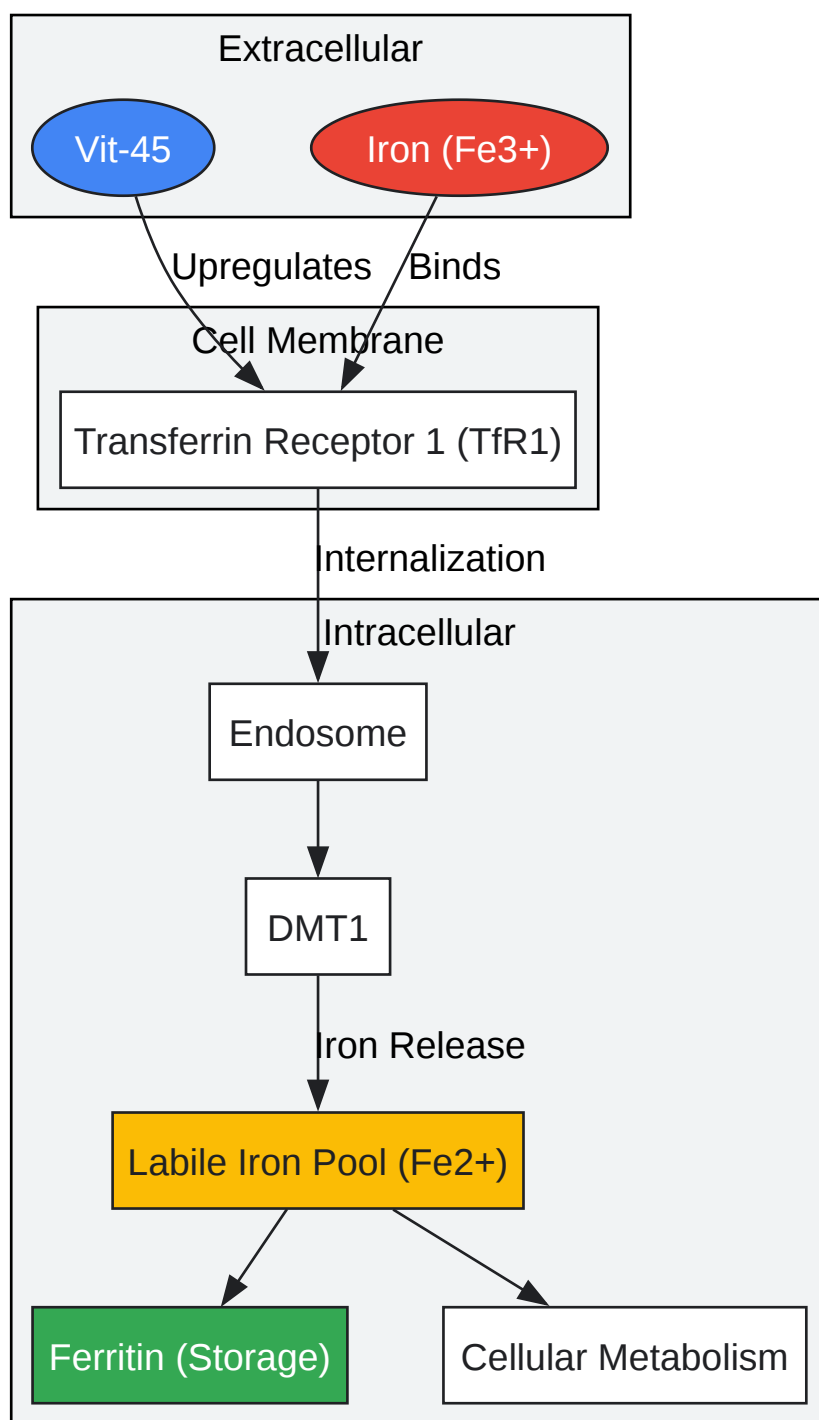 Extracellular
Vit-45
Iron (Fe3+)
Upregulates
Binds
Cell Membrane
Transferrin Receptor 1 (TfR1)
Internalization
Intracellular
Endosome
DMT1
Iron Release
Labile Iron Pool (Fe2+)
Ferritin (Storage)
Cellular Metabolism